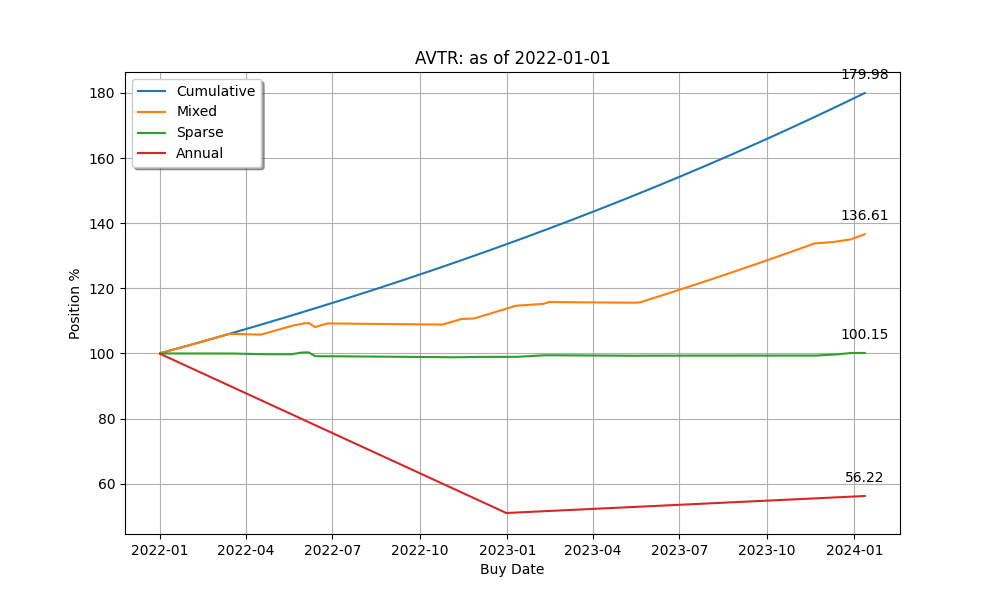 AVTR: as of 2022-01-01
179.98
Cumulative
Mixed
Sparse
Annual
136.61
100.15
56.22
Position %
180
160
140
120
100
80
60
2022-01
2022-04
2022-07
2022-10
2023-01
2023-04
2023-07
2023-10
2024-01
Buy Date